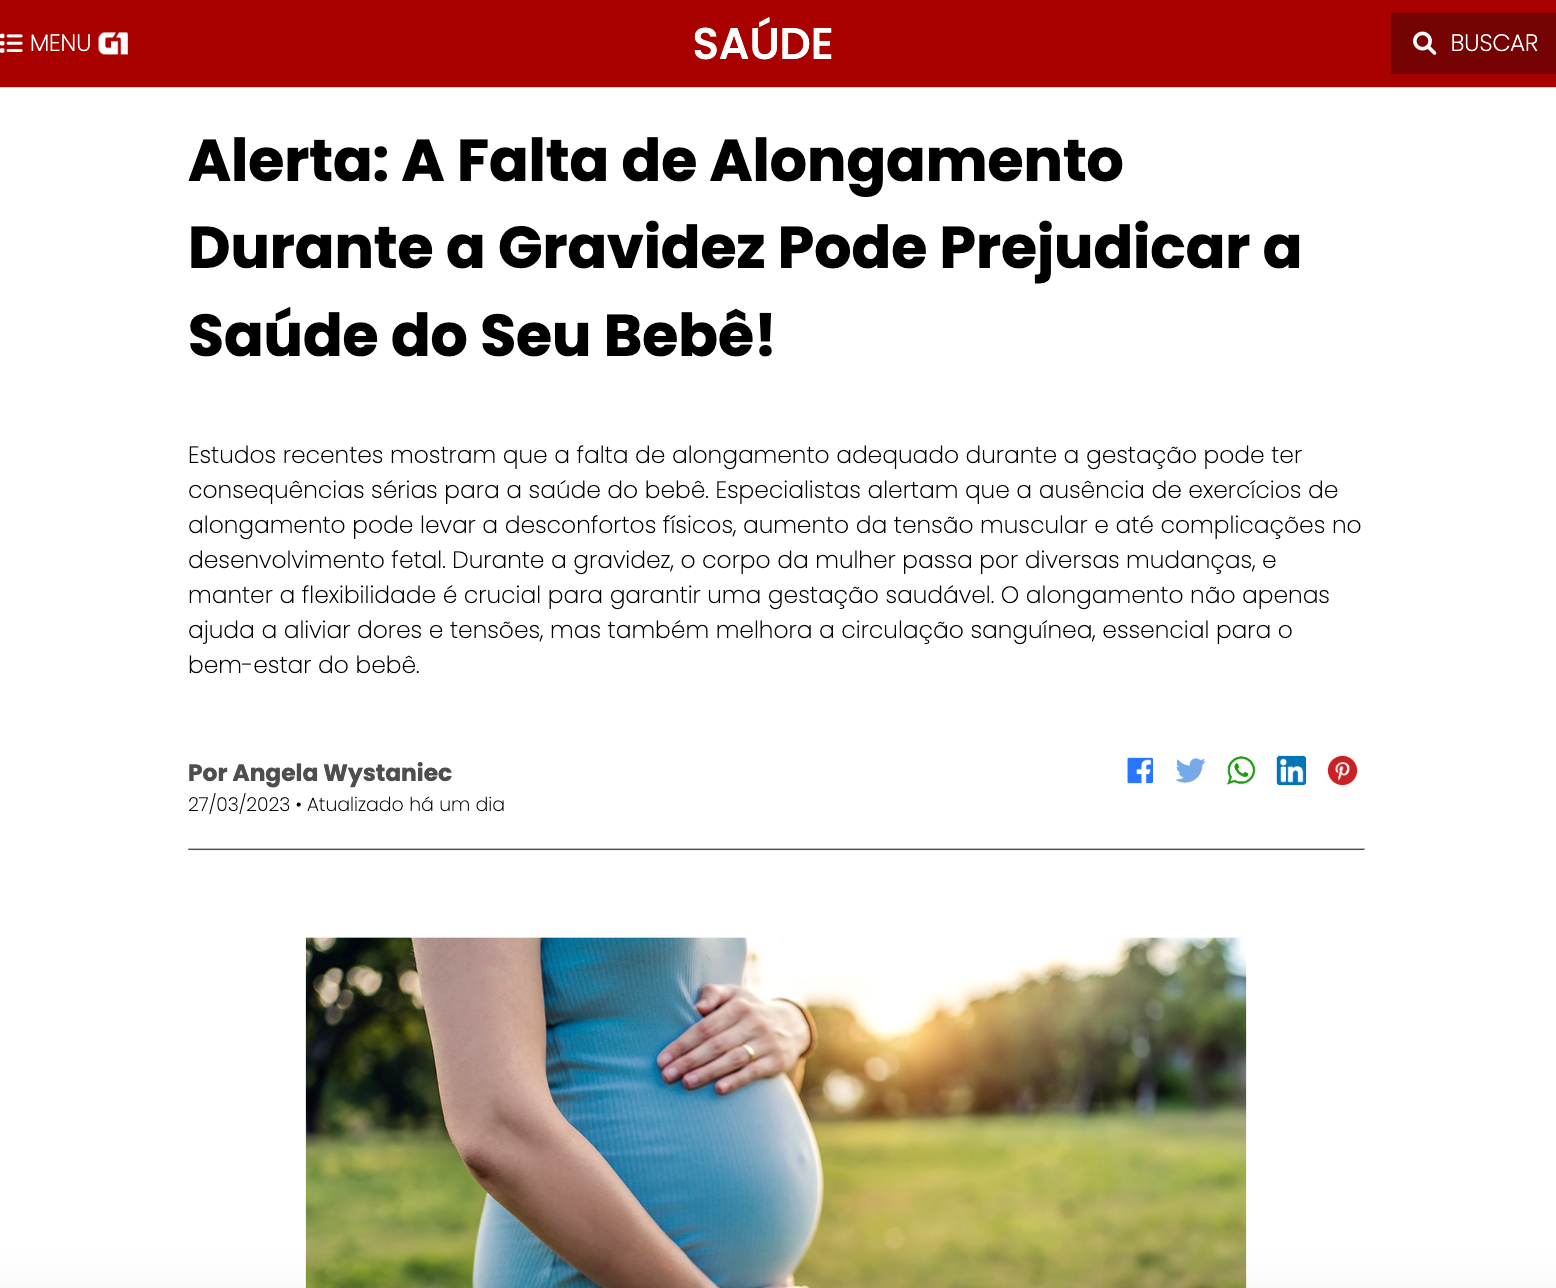 MENU G1
SAÚDE
BUSCAR
Alerta: A Falta de Alongamento
Durante a Gravidez Pode Prejudicar a
Saúde do Seu Bebê!
Estudos recentes mostram que a falta de alongamento adequado durante a gestação pode ter
consequências sérias para a saúde do bebê. Especialistas alertam que a ausência de exercícios de
alongamento pode levar a desconfortos físicos, aumento da tensão muscular e até complicações no
desenvolvimento fetal. Durante a gravidez, o corpo da mulher passa por diversas mudanças, e
manter a flexibilidade é crucial para garantir uma gestação saudável. O alongamento não apenas
ajuda a aliviar dores e tensões, mas também melhora a circulação sanguínea, essencial para o
bem-estar do bebê.
Por Angela Wystaniec
27/03/2023 • Atualizado há um dia